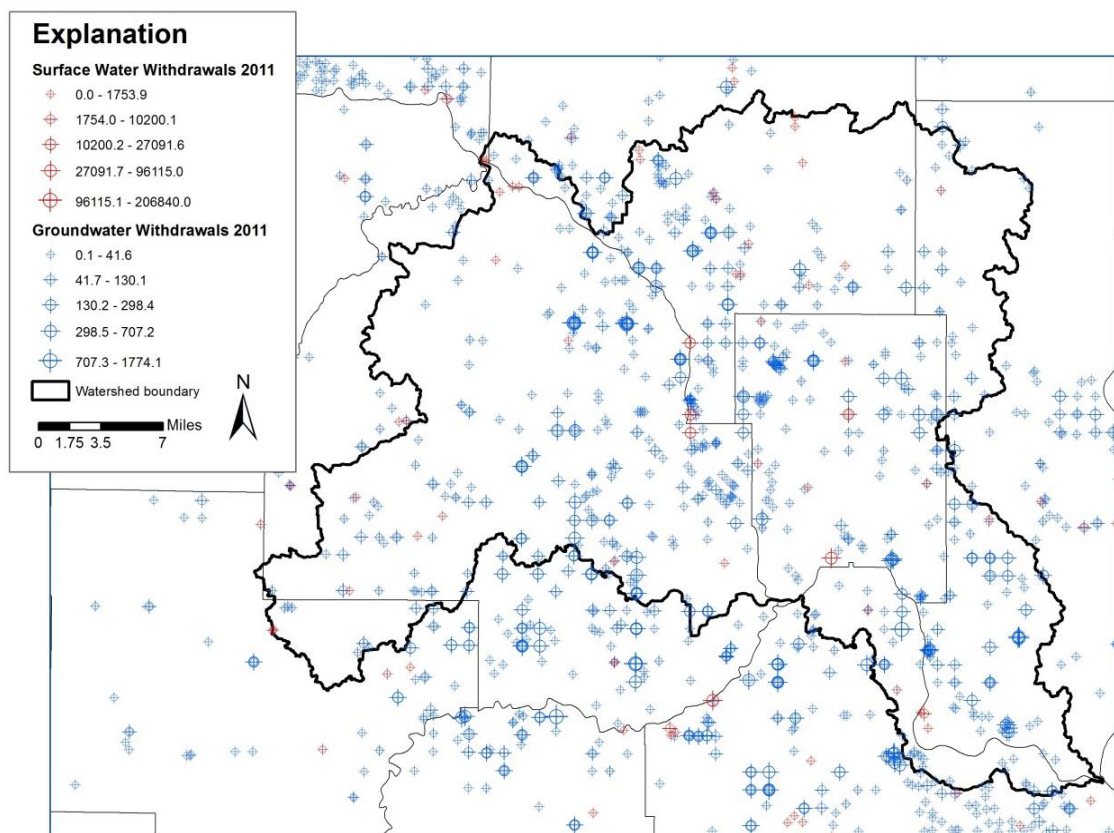 Explanation
Surface Water Withdrawals 2011
0.0 - 1753.9
1754.0 - 10200.1
10200.2 - 27091.6
27091.7 - 96115.0
96115.1 - 206840.0
Groundwater Withdrawals 2011
0.1 - 41.6
41.7 - 130.1
130.2 - 298.4
298.5 - 707.2
707.3 - 1774.1
Watershed boundary
N
Miles
0 1.75 3.5 7